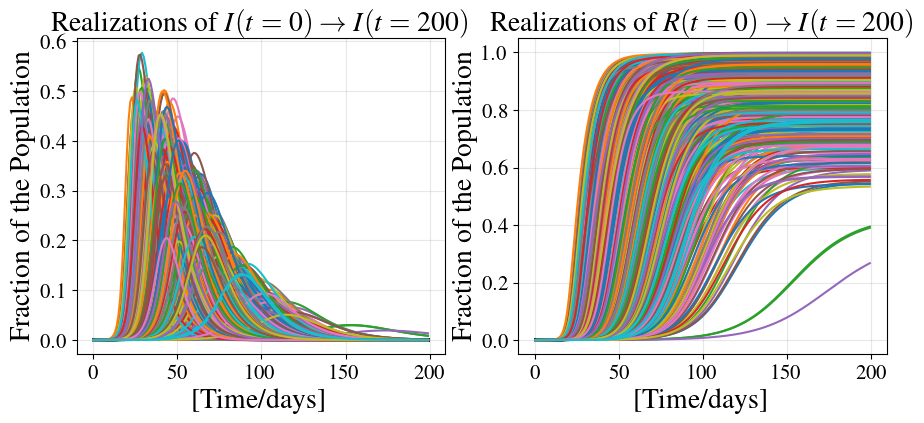 Realizations of I(t = 0) → I(t = 200)
Fraction of the Population
0.6
0.5
0.4
0.3
0.2
0.1
0.0
0 50 100 150 200
[Time/days]
Realizations of R(t = 0) → I(t = 200)
Fraction of the Population
1.0
0.8
0.6
0.4
0.2
0.0
0 50 100 150 200
[Time/days]